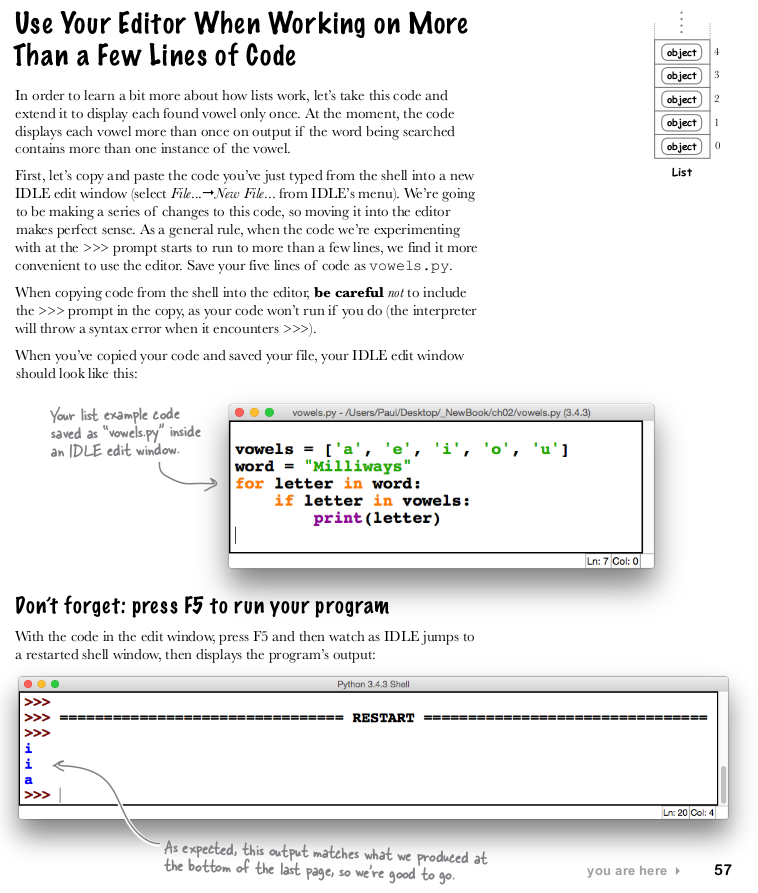 Use Your Editor When Working on More
Than a Few Lines of Code
In order to learn a bit more about how lists work, let's take this code and
extend it to display each found vowel only once. At the moment, the code
displays each vowel more than once on output if the word being searched
contains more than one instance of the vowel.
First, let's copy and paste the code you've just typed from the shell into a new
IDLE edit window (select File...→New File... from IDLE's menu). We're going
to be making a series of changes to this code, so moving it into the editor
makes perfect sense. As a general rule, when the code we're experimenting
with at the >>> prompt starts to run to more than a few lines, we find it more
convenient to use the editor. Save your five lines of code as vowels.py.
When copying code from the shell into the editor, be careful not to include
the >>> prompt in the copy, as your code won't run if you do (the interpreter
will throw a syntax error when it encounters >>>).
When you've copied your code and saved your file, your IDLE edit window
should look like this:
object 4
object 3
object 2
object 1
object 0
List
Your list example code
saved as "vowels.py" inside
an IDLE edit window.
vowels.py - /Users/Paul/Desktop/_NewBook/ch02/vowels.py (3.4.3)
vowels = ['a', 'e', 'i', 'o', 'u']
word = "Milliways"
for letter in word:
    if letter in vowels:
        print(letter)
Ln: 7 Col: 0
Don't forget: press F5 to run your program
With the code in the edit window, press F5 and then watch as IDLE jumps to
a restarted shell window, then displays the program's output:
Python 3.4.3 Shell
>>>
>>> ================================ RESTART ================================
>>>
i
i
a
>>>
Ln: 20 Col: 4
As expected, this output matches what we produced at
the bottom of the last page, so we're good to go.
you are here ▸ 57